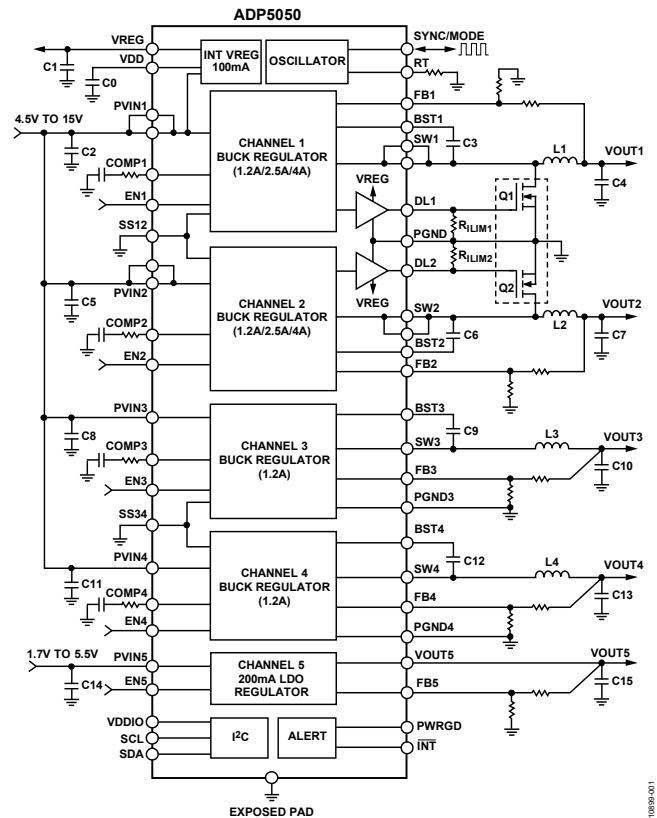 ADP5050
VREG
VDD
C1
C0
INT VREG
100mA
OSCILLATOR
SYNC/MODE
RT
4.5V TO 15V
PVIN1
C2
COMP1
EN1
CHANNEL 1
BUCK REGULATOR
(1.2A/2.5A/4A)
FB1
BST1
SW1
C3
L1
VOUT1
C4
VREG
DL1
Q1
RILIM1
PGND
RILIM2
DL2
Q2
VREG
SS12
PVIN2
C5
COMP2
EN2
CHANNEL 2
BUCK REGULATOR
(1.2A/2.5A/4A)
SW2
C6
BST2
FB2
L2
VOUT2
C7
PVIN3
C8
COMP3
EN3
CHANNEL 3
BUCK REGULATOR
(1.2A)
BST3
C9
SW3
L3
VOUT3
C10
FB3
PGND3
SS34
PVIN4
C11
COMP4
EN4
CHANNEL 4
BUCK REGULATOR
(1.2A)
BST4
C12
SW4
L4
VOUT4
C13
FB4
PGND4
1.7V TO 5.5V
PVIN5
C14
EN5
CHANNEL 5
200mA LDO
REGULATOR
VOUT5
VOUT5
FB5
C15
VDDIO
SCL
SDA
I²C
ALERT
PWRGD
INT
EXPOSED PAD
10899-001